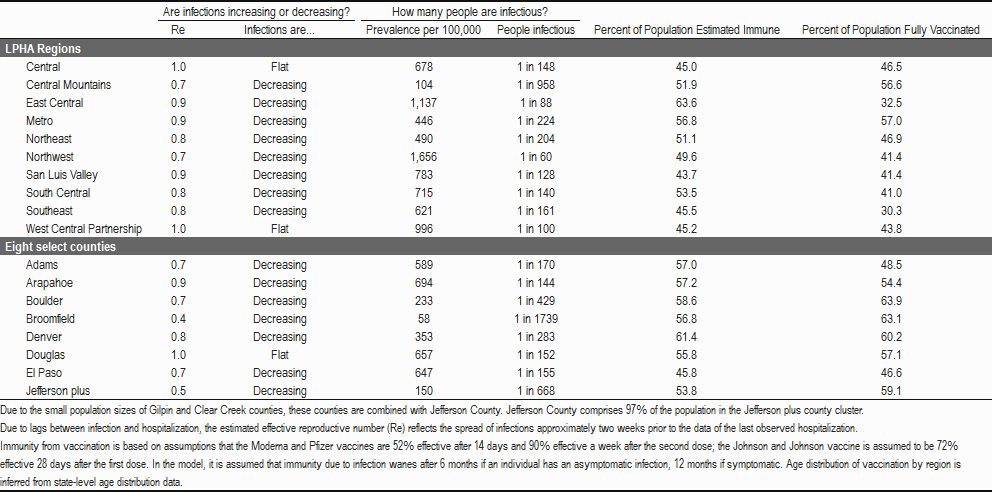 Are infections increasing or decreasing? How many people are infectious?
Re Infections are... Prevalence per 100,000 People infectious Percent of Population Estimated Immune Percent of Population Fully Vaccinated
LPHA Regions
Central 1.0 Flat 678 1 in 148 45.0 46.5
Central Mountains 0.7 Decreasing 104 1 in 958 51.9 56.6
East Central 0.9 Decreasing 1,137 1 in 88 63.6 32.5
Metro 0.9 Decreasing 446 1 in 224 56.8 57.0
Northeast 0.8 Decreasing 490 1 in 204 51.1 46.9
Northwest 0.7 Decreasing 1,656 1 in 60 49.6 41.4
San Luis Valley 0.9 Decreasing 783 1 in 128 43.7 41.4
South Central 0.8 Decreasing 715 1 in 140 53.5 41.0
Southeast 0.8 Decreasing 621 1 in 161 45.5 30.3
West Central Partnership 1.0 Flat 996 1 in 100 45.2 43.8
Eight select counties
Adams 0.7 Decreasing 589 1 in 170 57.0 48.5
Arapahoe 0.9 Decreasing 694 1 in 144 57.2 54.4
Boulder 0.7 Decreasing 233 1 in 429 58.6 63.9
Broomfield 0.4 Decreasing 58 1 in 1739 56.8 63.1
Denver 0.8 Decreasing 353 1 in 283 61.4 60.2
Douglas 1.0 Flat 657 1 in 152 55.8 57.1
El Paso 0.7 Decreasing 647 1 in 155 45.8 46.6
Jefferson plus 0.5 Decreasing 150 1 in 668 53.8 59.1
Due to the small population sizes of Gilpin and Clear Creek counties, these counties are combined with Jefferson County. Jefferson County comprises 97% of the population in the Jefferson plus county cluster.
Due to lags between infection and hospitalization, the estimated effective reproductive number (Re) reflects the spread of infections approximately two weeks prior to the data of the last observed hospitalization.
Immunity from vaccination is based on assumptions that the Moderna and Pfizer vaccines are 52% effective after 14 days and 90% effective a week after the second dose; the Johnson and Johnson vaccine is assumed to be 72%
effective 28 days after the first dose. In the model, it is assumed that immunity due to infection wanes after 6 months if an individual has an asymptomatic infection, 12 months if symptomatic. Age distribution of vaccination by region is
inferred from state-level age distribution data.